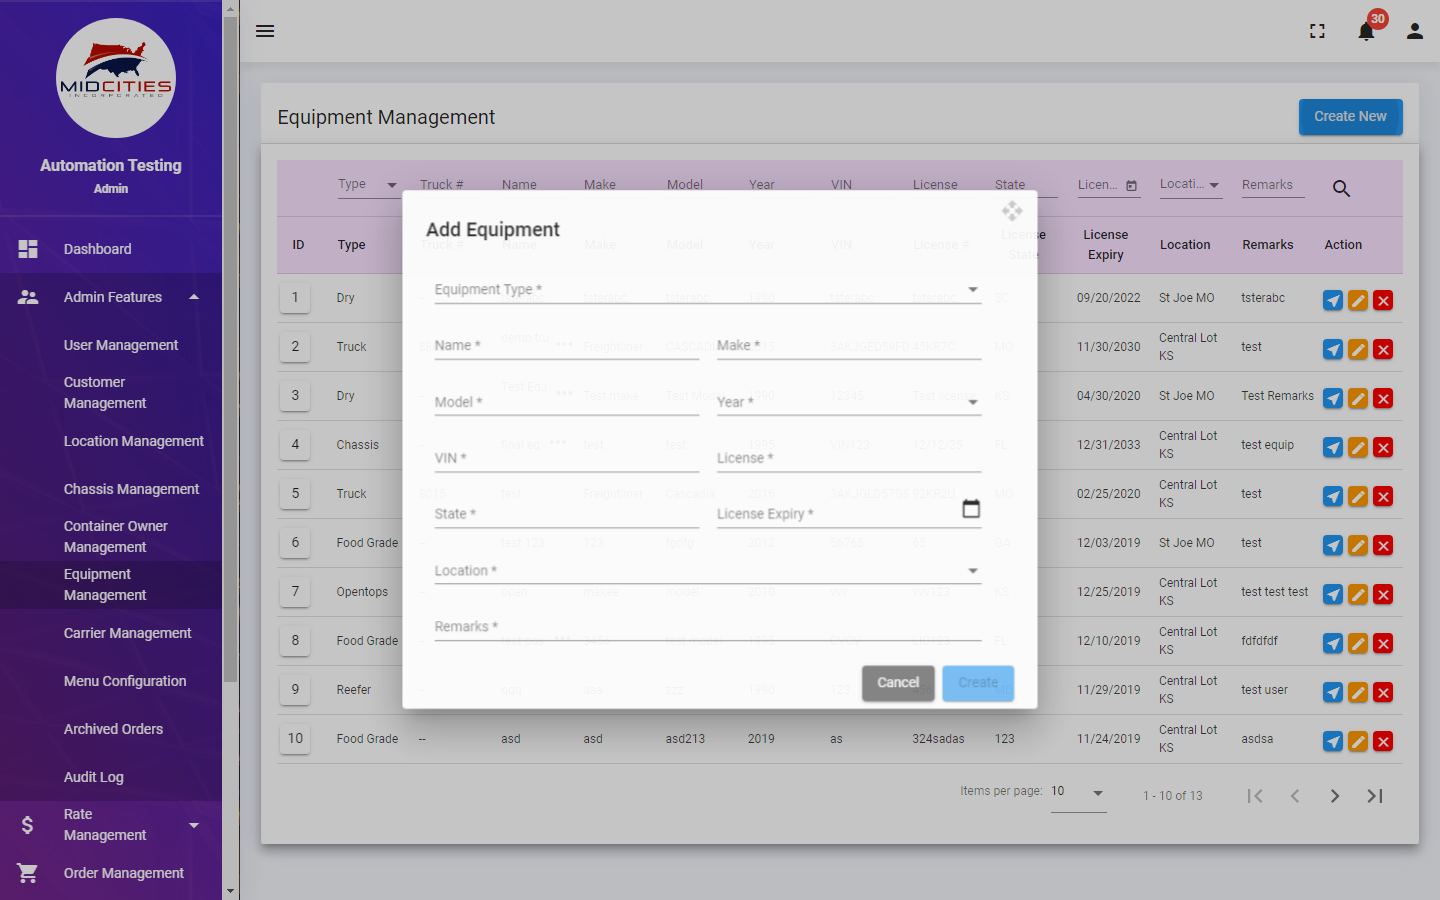 MIDCITIES
INCORPORATED
Automation Testing
Admin
Dashboard
Admin Features
User Management
Customer
Management
Location Management
Chassis Management
Container Owner
Management
Equipment
Management
Carrier Management
Menu Configuration
Archived Orders
Audit Log
Rate
Management
Order Management
30
Equipment Management
Create New
Type Truck # Name Make Model Year VIN License State Licen... Locati... Remarks
ID Type Truck # Name Make Model Year VIN License # License State License Expiry Location Remarks Action
1 Dry 09/20/2022 St Joe MO tsterabc
2 Truck 11/30/2030 Central Lot KS test
3 Dry 04/30/2020 St Joe MO Test Remarks
4 Chassis 12/31/2033 Central Lot KS test equip
5 Truck 02/25/2020 Central Lot KS test
6 Food Grade 12/03/2019 St Joe MO test
7 Opentops 12/25/2019 Central Lot KS test test test
8 Food Grade 12/10/2019 Central Lot KS fdfdfdf
9 Reefer 11/29/2019 Central Lot KS test user
10 Food Grade -- asd asd asd213 2019 as 324sadas 123 11/24/2019 Central Lot KS asdsa
Items per page: 10 1 - 10 of 13
Add Equipment
Equipment Type *
Name * Make *
Model * Year *
VIN * License *
State * License Expiry *
Location *
Remarks *
Cancel Create